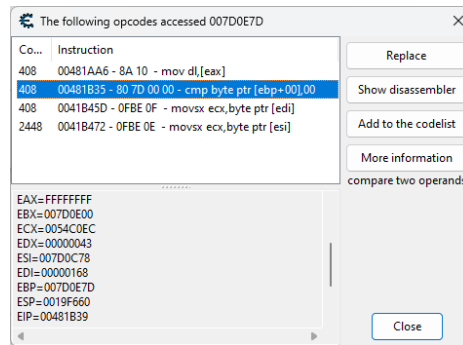 The following opcodes accessed 007D0E7D
Co... Instruction
408 00481AA6 - 8A 10 - mov dl,[eax]
408 00481B35 - 80 7D 00 00 - cmp byte ptr [ebp+00],00
408 0041B45D - 0FBE 0F - movsx ecx,byte ptr [edi]
2448 0041B472 - 0FBE 0E - movsx ecx,byte ptr [esi]
Replace
Show disassembler
Add to the codelist
More information
compare two operands
EAX=FFFFFFFF
EBX=007D0E00
ECX=0054C0EC
EDX=00000043
ESI=007D0C78
EDI=00000168
EBP=007D0E7D
ESP=0019F660
EIP=00481B39
Close